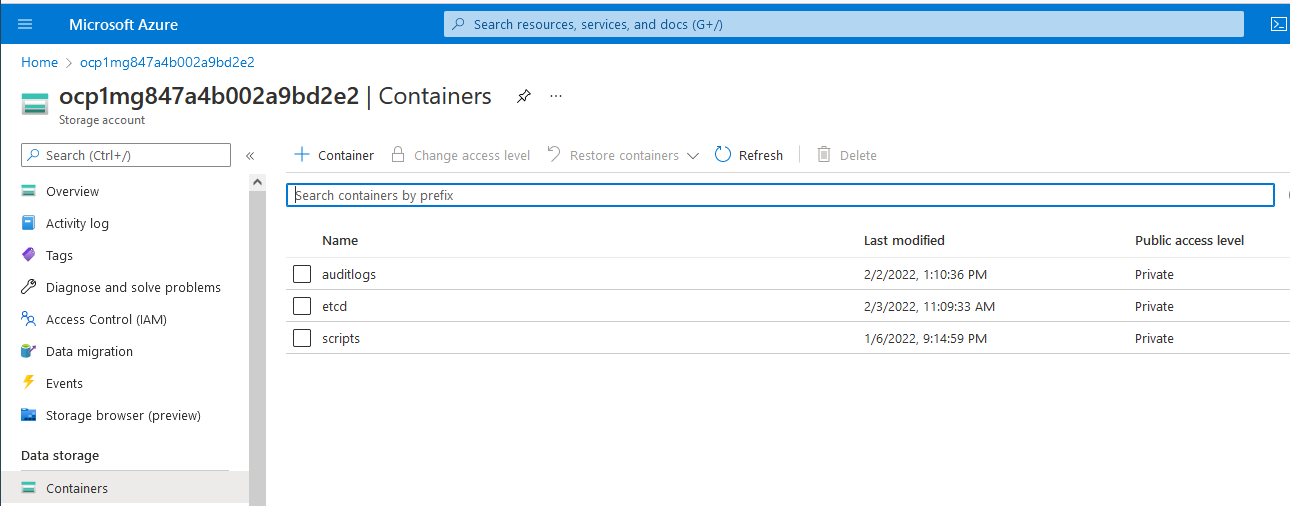 Microsoft Azure
Search resources, services, and docs (G+/)
Home > ocp1mg847a4b002a9bd2e2
ocp1mg847a4b002a9bd2e2 | Containers ...
Storage account
Search (Ctrl+/) «
Container Change access level Restore containers Refresh Delete
Search containers by prefix
Overview
Activity log
Tags
Diagnose and solve problems
Access Control (IAM)
Data migration
Events
Storage browser (preview)
Data storage
Containers
Name Last modified Public access level
auditlogs 2/2/2022, 1:10:36 PM Private
etcd 2/3/2022, 11:09:33 AM Private
scripts 1/6/2022, 9:14:59 PM Private